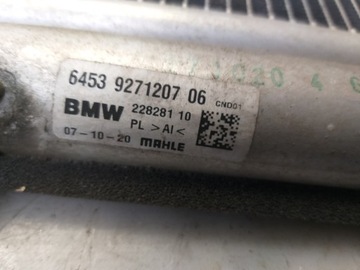 6453 9271207 06
CND01
BMW 228281 10
PL >Al<
07-10-20 MAHLE